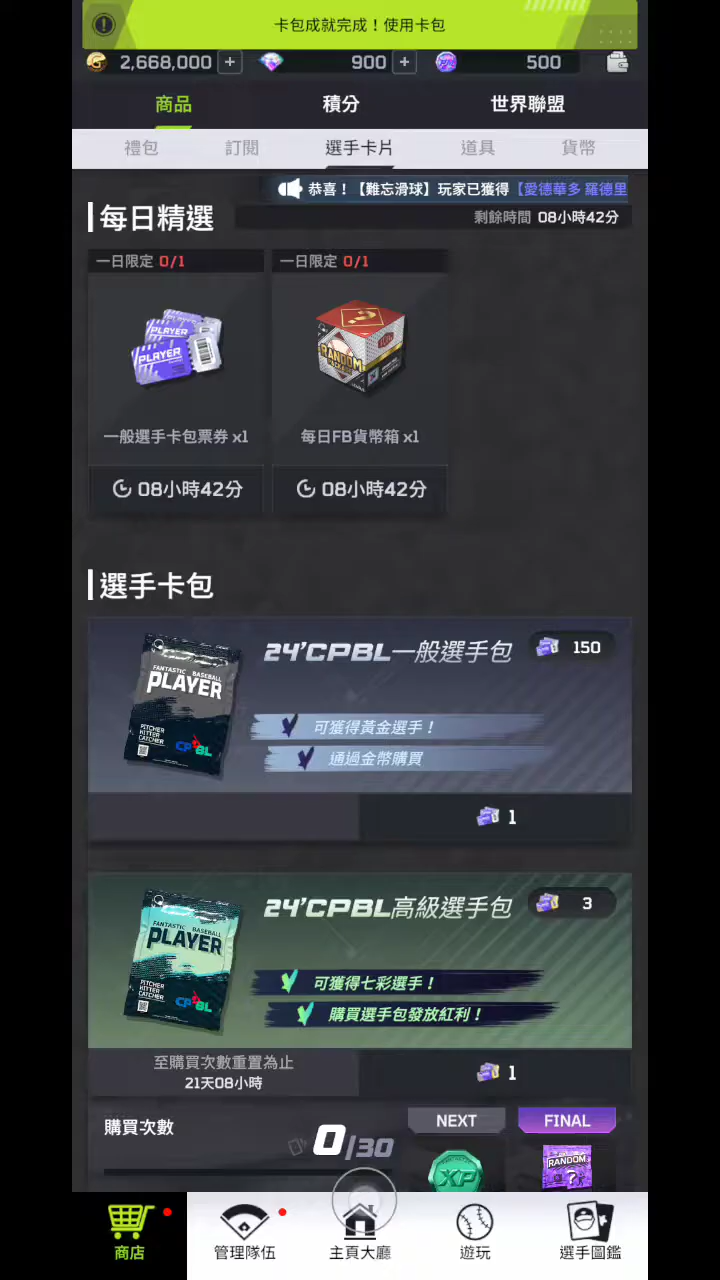 卡包成就完成！使用卡包
2,668,000 + 900 + 500
商品 積分 世界聯盟
禮包 訂閱 選手卡片 道具 貨幣
恭喜！【難忘滑球】玩家已獲得【愛德華多 羅德里
每日精選
剩餘時間 08小時42分
一日限定 0/1 一日限定 0/1
PLAYER
PLAYER
RANDOM
一般選手卡包票券 x1 每日FB貨幣箱 x1
08小時42分 08小時42分
選手卡包
24'CPBL一般選手包 150
FANTASTIC BASEBALL
PLAYER
可獲得黃金選手！
通過金幣購買
PITCHER
HITTER
CATCHER
CPBL
1
24'CPBL高級選手包 3
FANTASTIC BASEBALL
PLAYER
可獲得七彩選手！
購買選手包發放紅利！
PITCHER
HITTER
CATCHER
CPBL
至購買次數重置為止
21天08小時
1
購買次數
0/30
NEXT FINAL
XP RANDOM
商店 管理隊伍 主頁大廳 遊玩 選手圖鑑